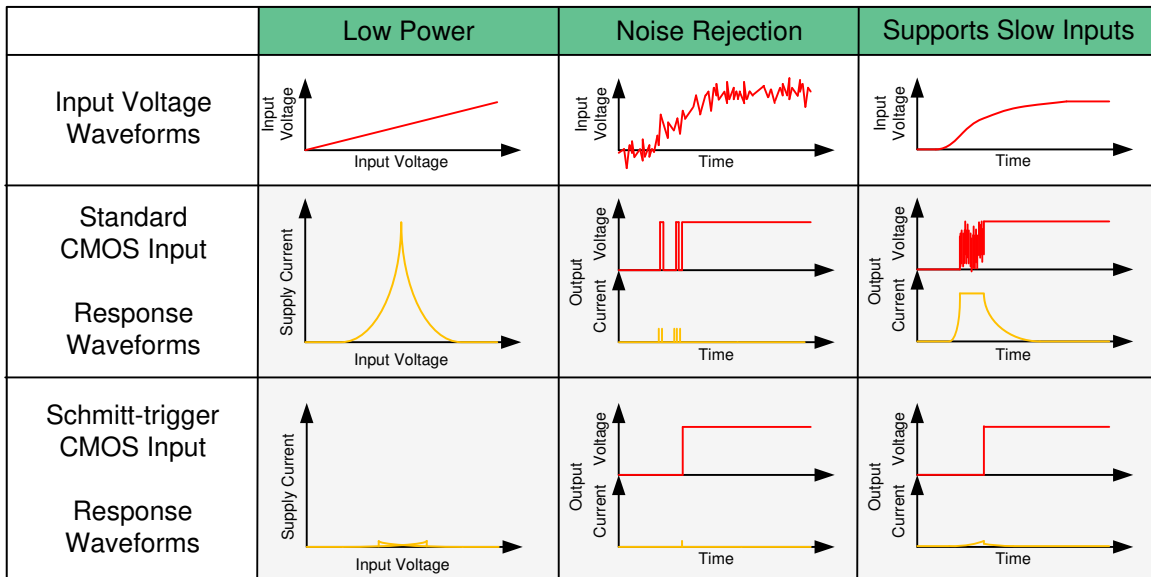 Low Power
Noise Rejection
Supports Slow Inputs
Input Voltage
Waveforms
Input
Voltage
Input Voltage
Input
Voltage
Time
Input
Voltage
Time
Standard
CMOS Input
Response
Waveforms
Supply Current
Input Voltage
Output
Voltage
Current
Time
Output
Voltage
Current
Time
Schmitt-trigger
CMOS Input
Response
Waveforms
Supply Current
Input Voltage
Output
Voltage
Current
Time
Output
Voltage
Current
Time